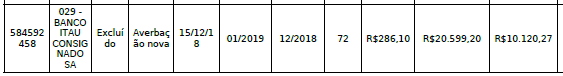 584592
458
029 -
BANCO
ITAU
CONSIG
NADO
SA
Excluí
do
Averbaç
ão nova
15/12/1
8
01/2019
12/2018
72
R$286,10
R$20.599,20
R$10.120,27